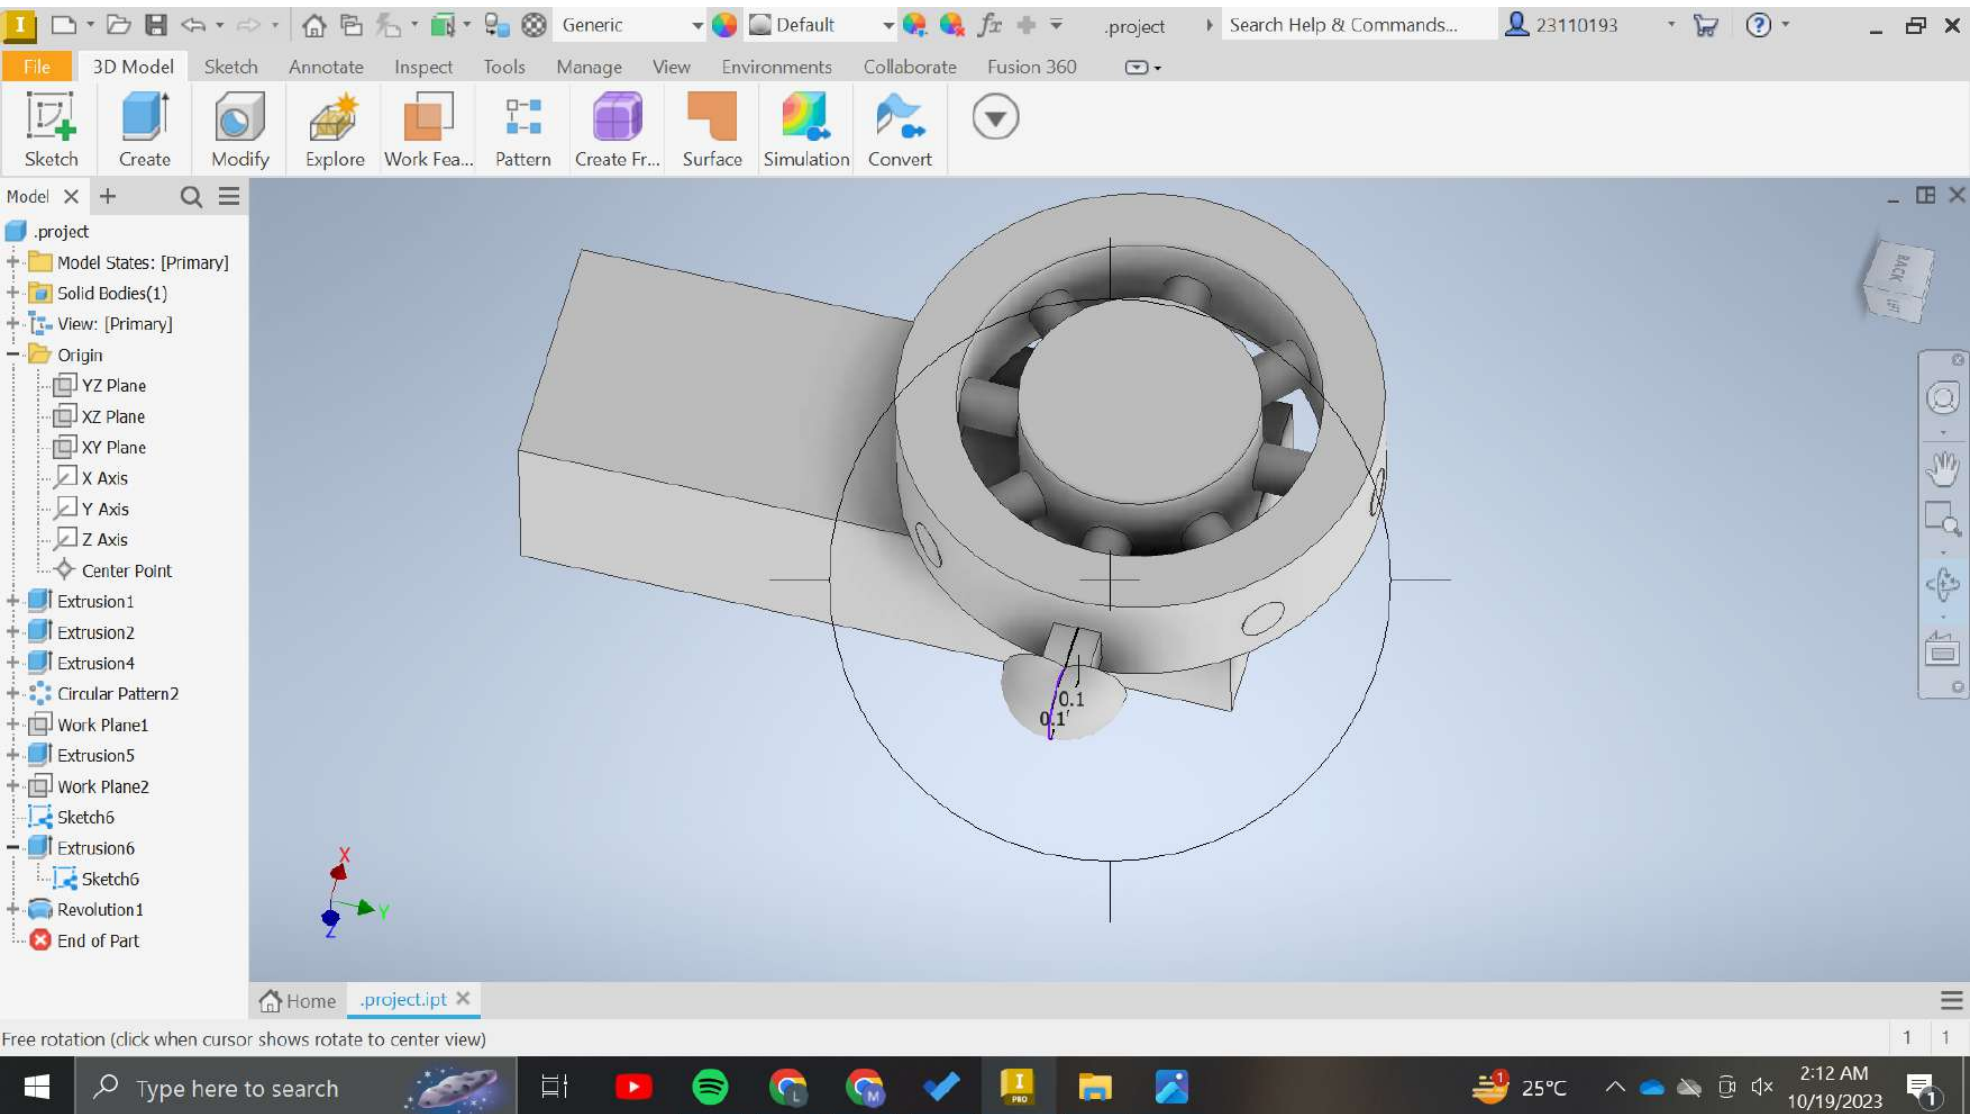 I Generic Default fx .project Search Help & Commands... 23110193
File 3D Model Sketch Annotate Inspect Tools Manage View Environments Collaborate Fusion 360
Sketch Create Modify Explore Work Fea... Pattern Create Fr... Surface Simulation Convert
Model
.project
Model States: [Primary]
Solid Bodies(1)
View: [Primary]
Origin
YZ Plane
XZ Plane
XY Plane
X Axis
Y Axis
Z Axis
Center Point
Extrusion1
Extrusion2
Extrusion4
Circular Pattern2
Work Plane1
Extrusion5
Work Plane2
Sketch6
Extrusion6
Sketch6
Revolution1
End of Part
BACK
0.1
0.1
X
Y
Z
Home .project.ipt
Free rotation (click when cursor shows rotate to center view) 1 1
Type here to search L M I PRO 1 25°C 2:12 AM 1
10/19/2023